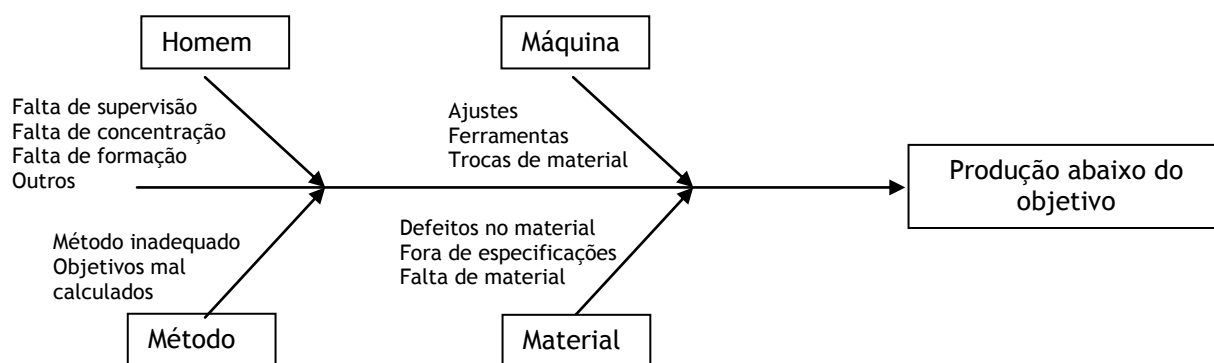 Homem
Máquina
Falta de supervisão
Falta de concentração
Falta de formação
Outros
Ajustes
Ferramentas
Trocas de material
Produção abaixo do
objetivo
Método inadequado
Objetivos mal
calculados
Defeitos no material
Fora de especificações
Falta de material
Método
Material